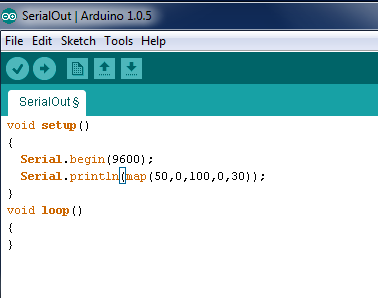 SerialOut | Arduino 1.0.5
File Edit Sketch Tools Help
SerialOut §
void setup()
{
  Serial.begin(9600);
  Serial.println(map(50,0,100,0,30));
}
void loop()
{
}